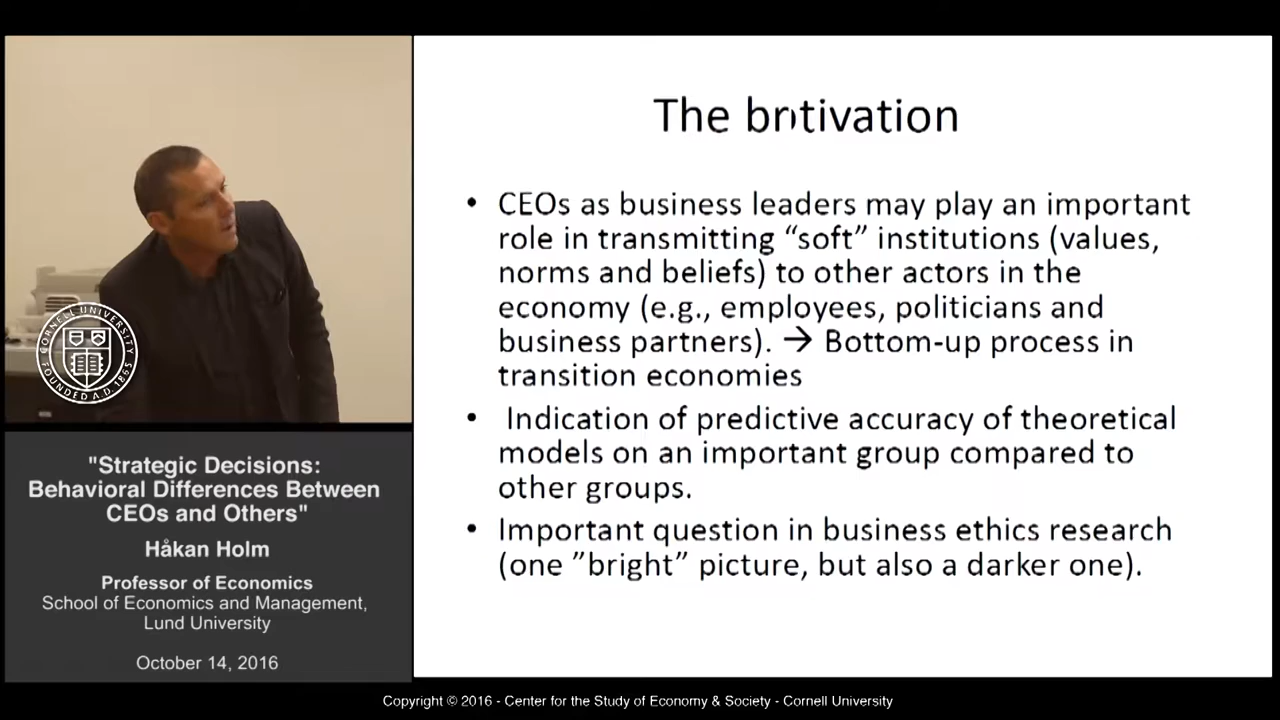 CORNELL UNIVERSITY
FOUNDED A.D. 1865
"Strategic Decisions:
Behavioral Differences Between
CEOs and Others"
Håkan Holm
Professor of Economics
School of Economics and Management,
Lund University
October 14, 2016
The
• CEOs as business leaders may play an important
role in transmitting “soft” institutions (values,
norms and beliefs) to other actors in the
economy (e.g., employees, politicians and
business partners). → Bottom-up process in
transition economies
• Indication of predictive accuracy of theoretical
models on an important group compared to
other groups.
• Important question in business ethics research
(one ”bright” picture, but also a darker one).
Copyright © 2016 - Center for the Study of Economy & Society - Cornell University